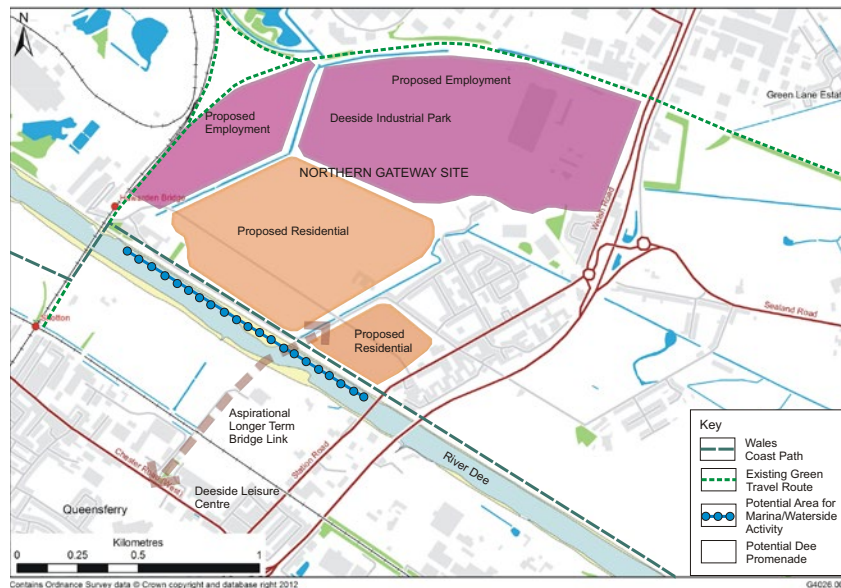 N
Proposed Employment
Green Lane Estate
Proposed
Employment
Deeside Industrial Park
NORTHERN GATEWAY SITE
Hawarden Bridge
Welsh Road
Proposed Residential
Sealand Road
Shotton
Proposed
Residential
Aspirational
Longer Term
Bridge Link
Station Road
River Dee
Chester Road West
Deeside Leisure
Centre
Queensferry
Key
Wales
Coast Path
Existing Green
Travel Route
Potential Area for
Marina/Waterside
Activity
Potential Dee
Promenade
Kilometres
0 0.25 0.5 1
Contains Ordnance Survey data © Crown copyright and database right 2012